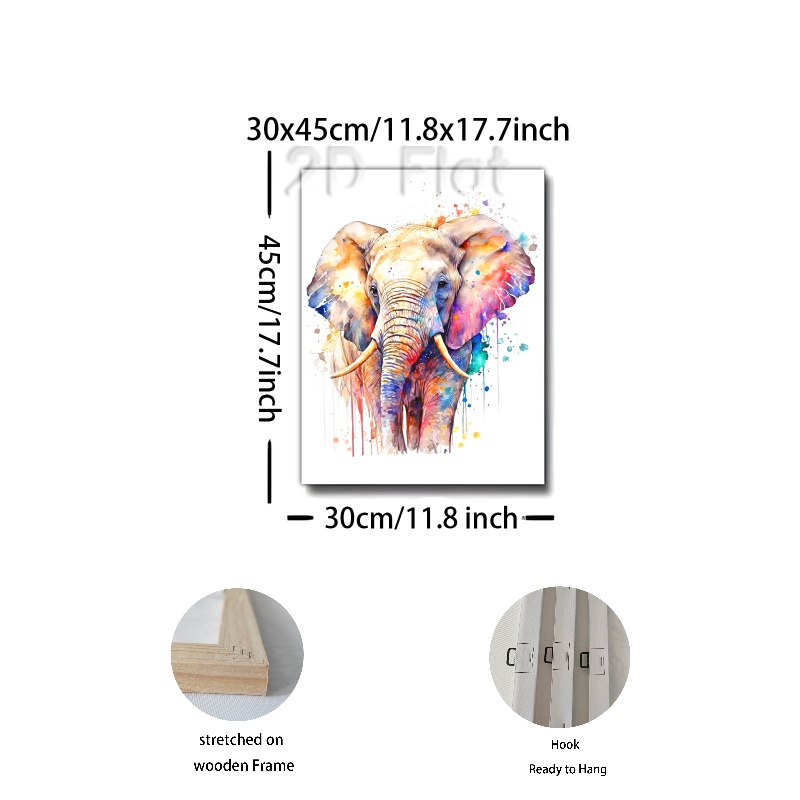 30x45cm/11.8x17.7inch
2D Flat
45cm/17.7inch
30cm/11.8 inch
stretched on
wooden Frame
Hook
Ready to Hang